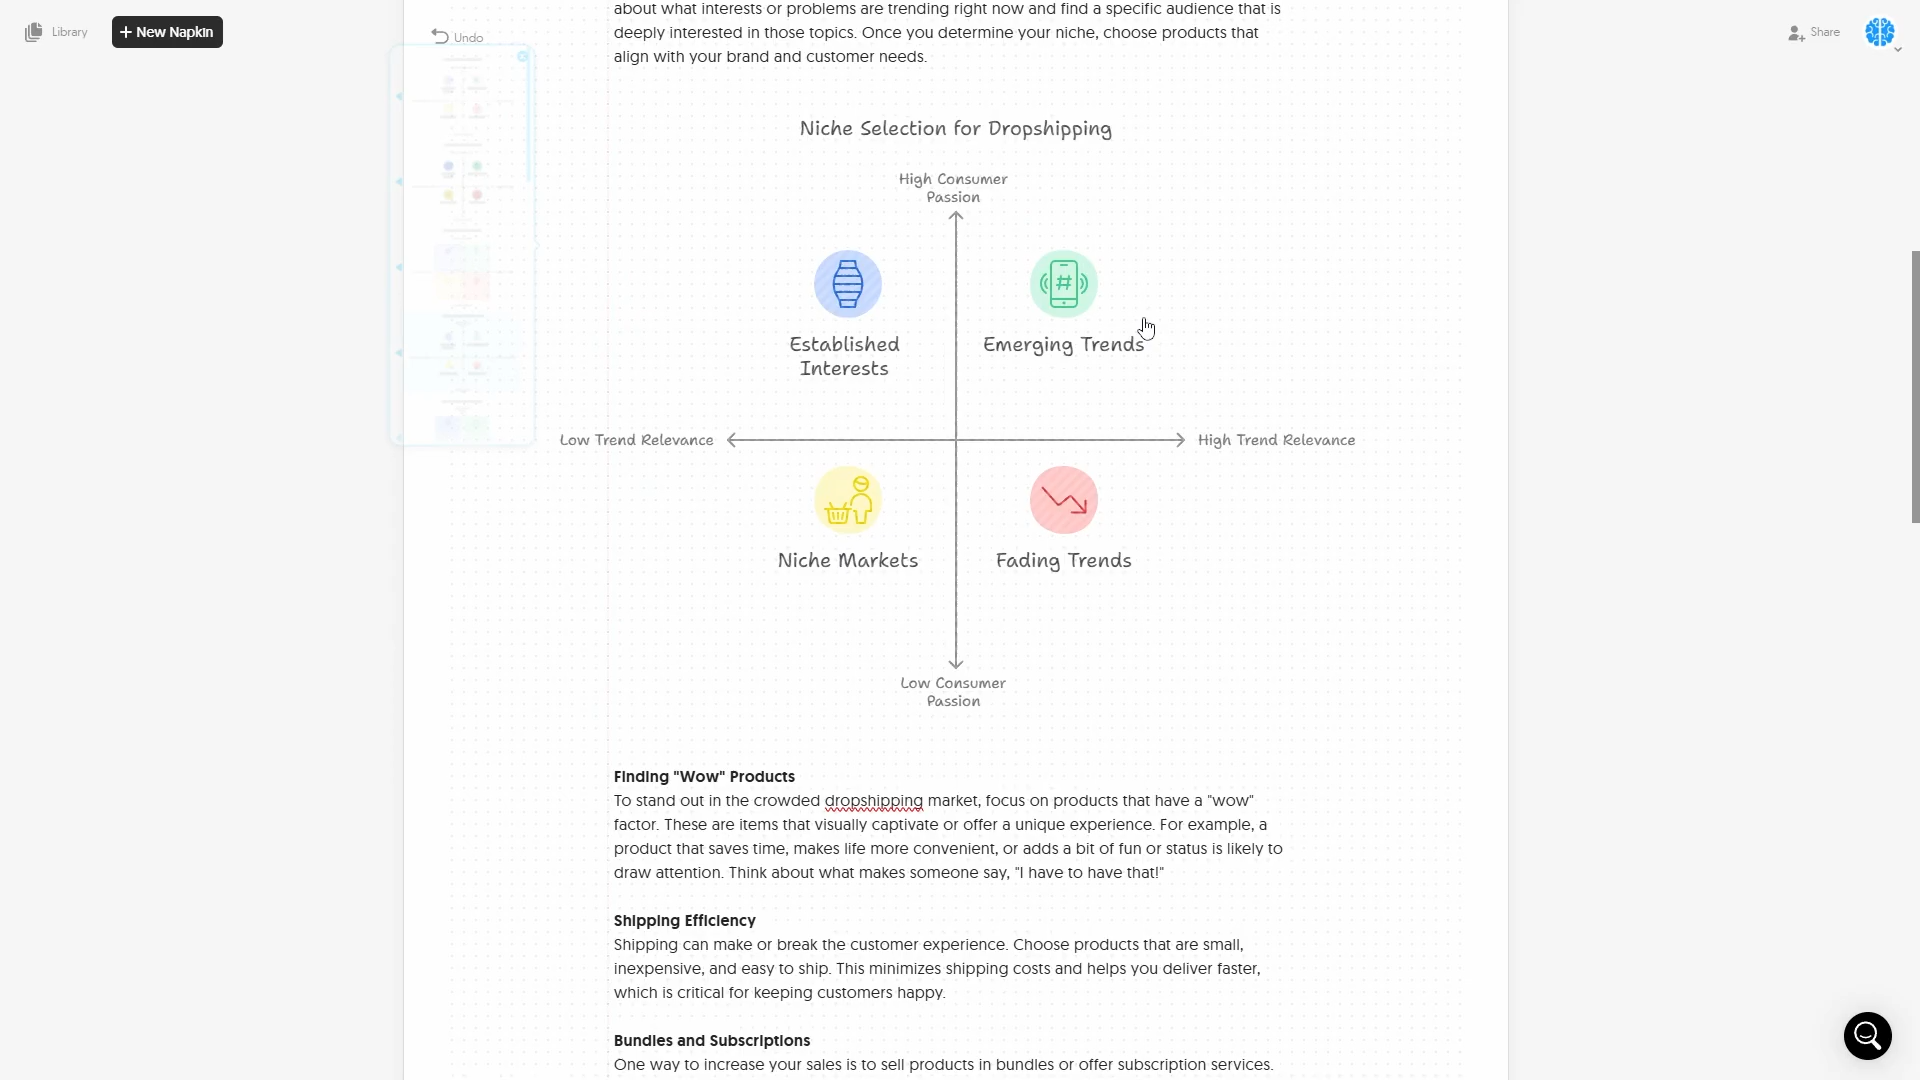 about what interests or problems are trending right now and find a specific audience that is
Library
+ New Napkin
Undo
Share
deeply interested in those topics. Once you determine your niche, choose products that
align with your brand and customer needs.
Niche Selection for Dropshipping
High Consumer
Passion
Established
Interests
Emerging Trends
Low Trend Relevance
High Trend Relevance
Niche Markets
Fading Trends
Low Consumer
Passion
Finding "Wow" Products
To stand out in the crowded dropshipping market, focus on products that have a "wow"
factor. These are items that visually captivate or offer a unique experience. For example, a
product that saves time, makes life more convenient, or adds a bit of fun or status is likely to
draw attention. Think about what makes someone say, "I have to have that!"
Shipping Efficiency
Shipping can make or break the customer experience. Choose products that are small,
inexpensive, and easy to ship. This minimizes shipping costs and helps you deliver faster,
which is critical for keeping customers happy.
Bundles and Subscriptions
One way to increase your sales is to sell products in bundles or offer subscription services.